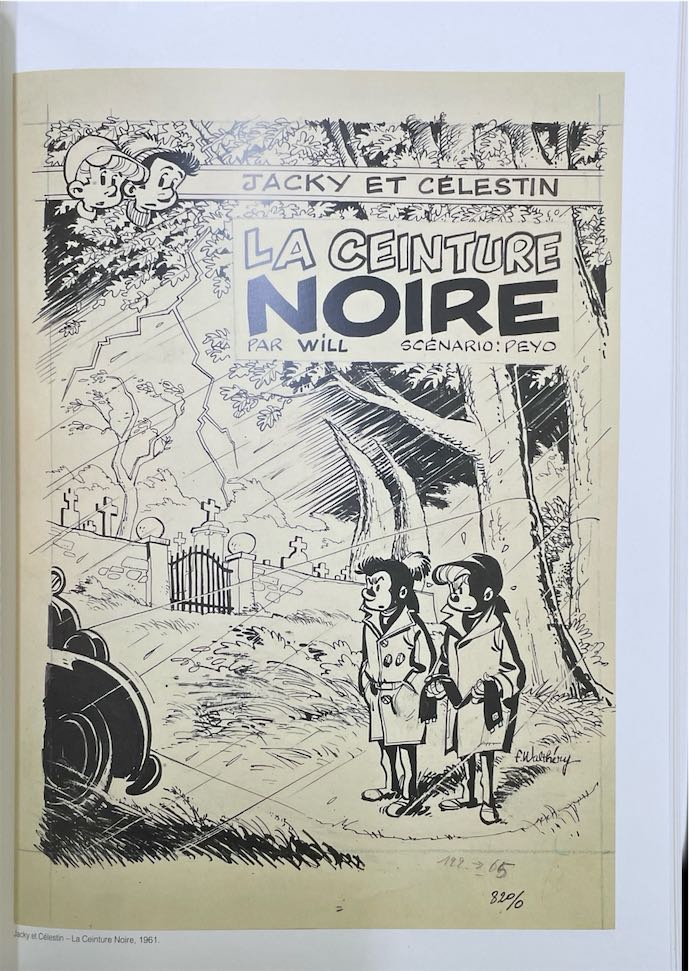 JACKY ET CÉLESTIN
LA CEINTURE
NOIRE
PAR WILL SCÉNARIO: PEYO
F. Walthéry
820/0
Jacky et Célestin – La Ceinture Noire, 1961.